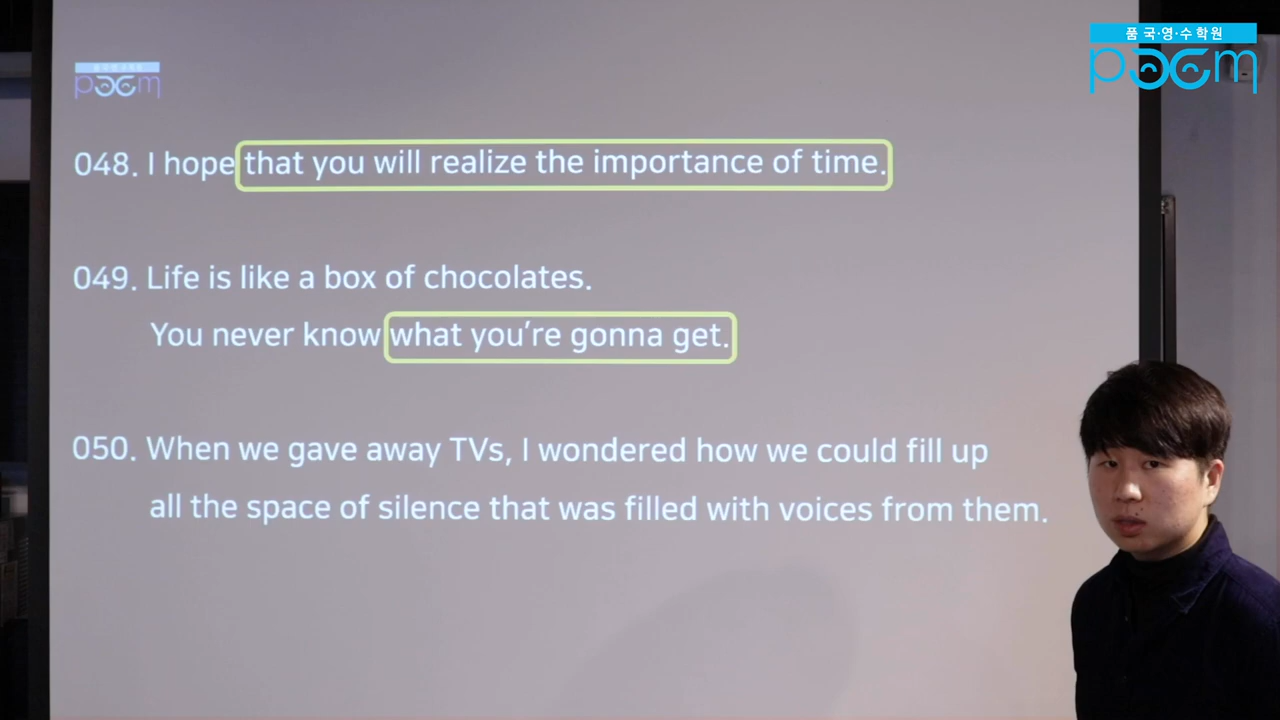 품 국·영·수 학원
poem
poem
048. I hope that you will realize the importance of time.
049. Life is like a box of chocolates.
You never know what you're gonna get.
050. When we gave away TVs, I wondered how we could fill up
all the space of silence that was filled with voices from them.